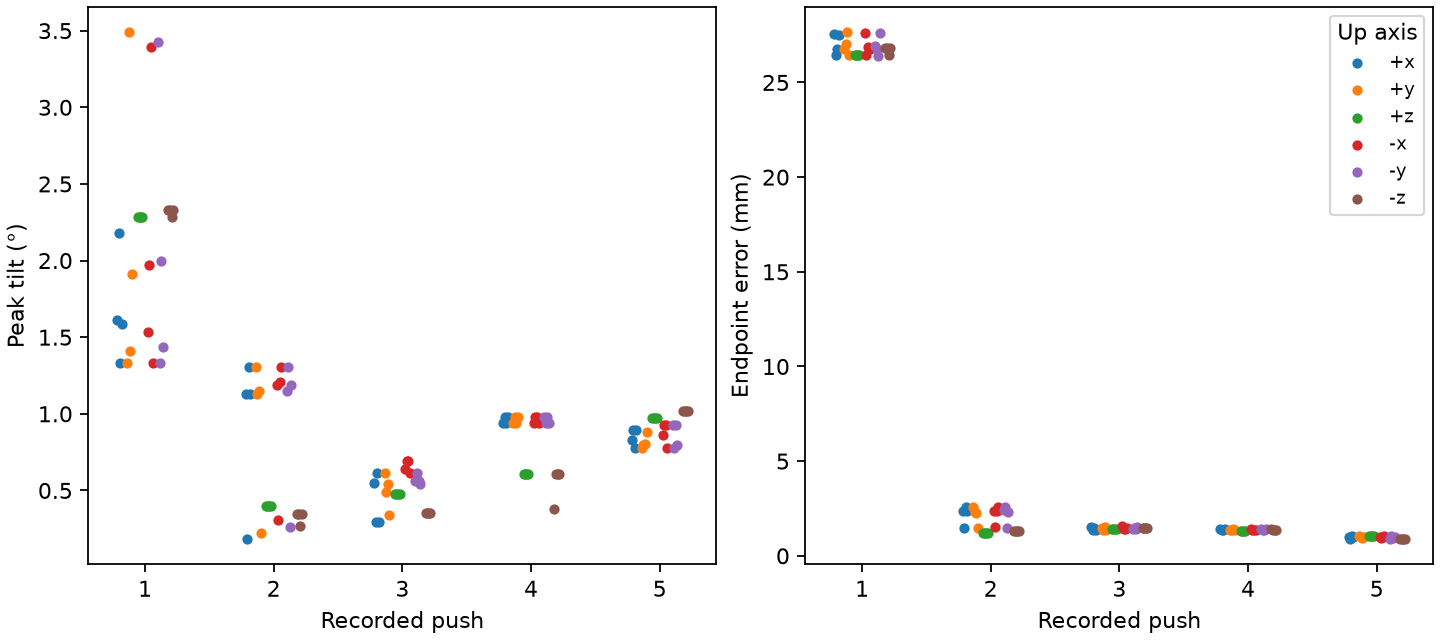 Peak tilt (°)
3.5
3.0
2.5
2.0
1.5
1.0
0.5
1 2 3 4 5
Recorded push
Endpoint error (mm)
25
20
15
10
5
0
1 2 3 4 5
Recorded push
Up axis
+x
+y
+z
-x
-y
-z